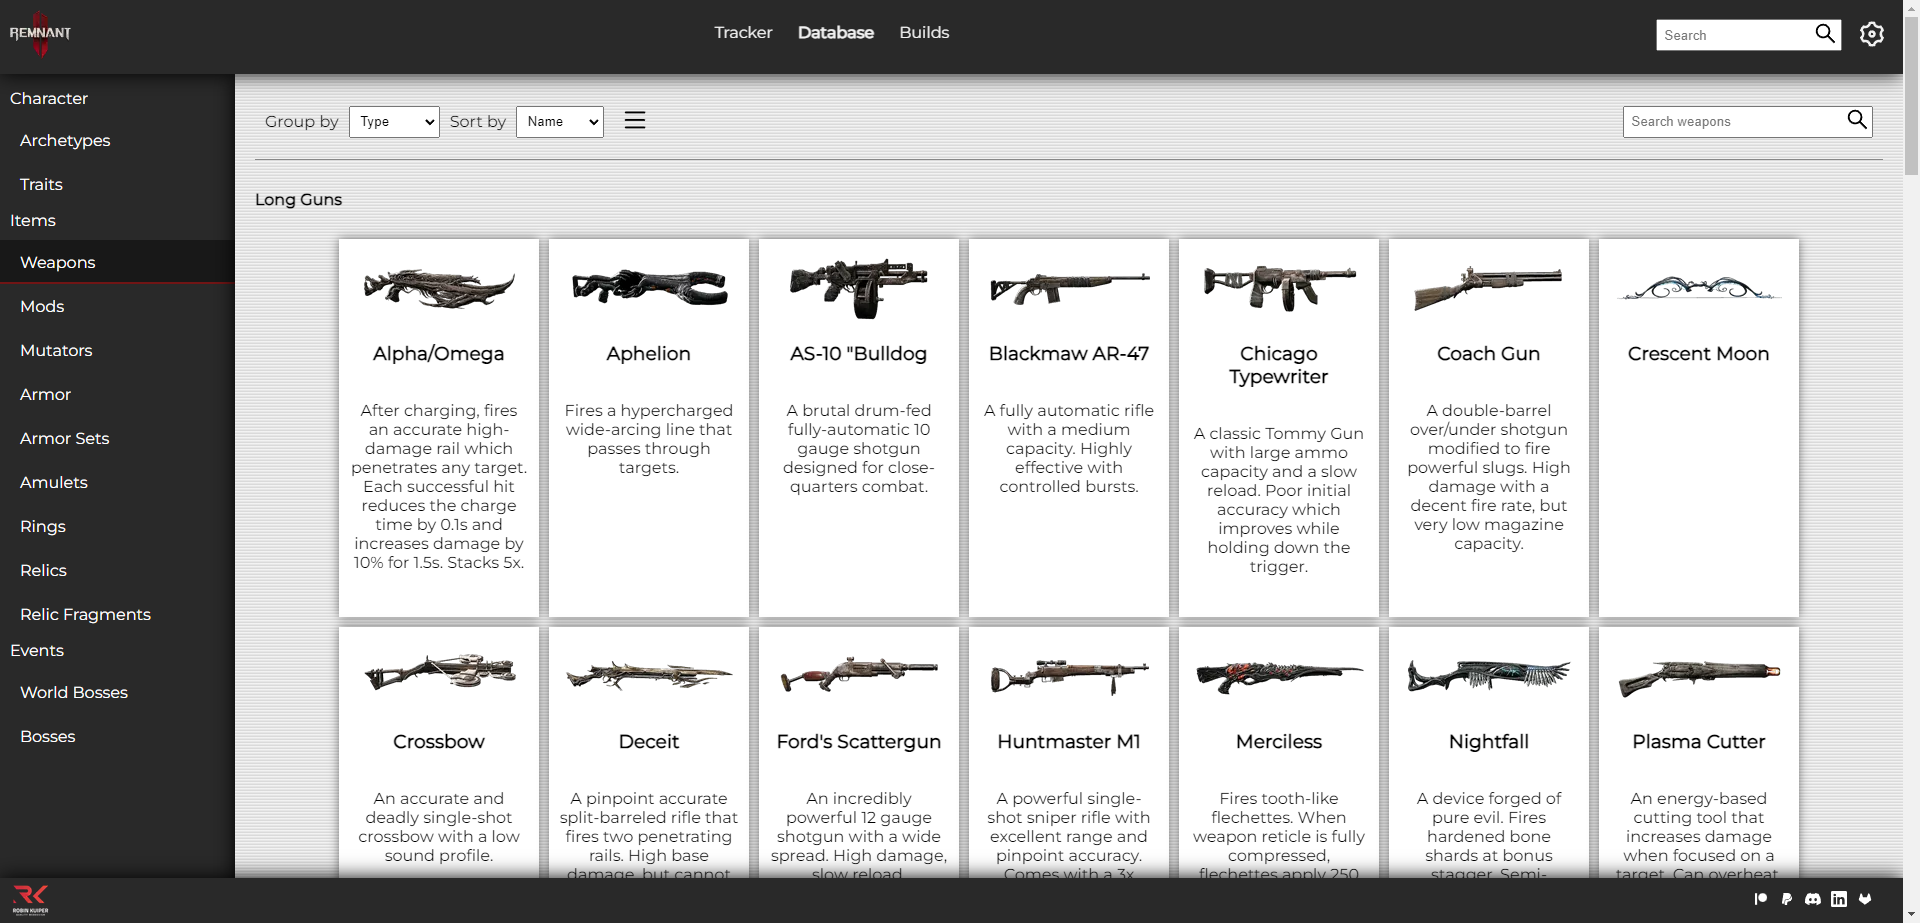 REMNANT
Tracker Database Builds
Search
Character
Archetypes
Traits
Items
Weapons
Mods
Mutators
Armor
Armor Sets
Amulets
Rings
Relics
Relic Fragments
Events
World Bosses
Bosses
Group by Type Sort by Name
Search weapons
Long Guns
Alpha/Omega
After charging, fires
an accurate high-
damage rail which
penetrates any target.
Each successful hit
reduces the charge
time by 0.1s and
increases damage by
10% for 1.5s. Stacks 5x.
Aphelion
Fires a hypercharged
wide-arcing line that
passes through
targets.
AS-10 "Bulldog
A brutal drum-fed
fully-automatic 10
gauge shotgun
designed for close-
quarters combat.
Blackmaw AR-47
A fully automatic rifle
with a medium
capacity. Highly
effective with
controlled bursts.
Chicago
Typewriter
A classic Tommy Gun
with large ammo
capacity and a slow
reload. Poor initial
accuracy which
improves while
holding down the
trigger.
Coach Gun
A double-barrel
over/under shotgun
modified to fire
powerful slugs. High
damage with a
decent fire rate, but
very low magazine
capacity.
Crescent Moon
Crossbow
An accurate and
deadly single-shot
crossbow with a low
sound profile.
Deceit
A pinpoint accurate
split-barreled rifle that
fires two penetrating
rails. High base
damage, but cannot
Ford's Scattergun
An incredibly
powerful 12 gauge
shotgun with a wide
spread. High damage,
slow reload
Huntmaster M1
A powerful single-
shot sniper rifle with
excellent range and
pinpoint accuracy.
Comes with a 3x
Merciless
Fires tooth-like
flechettes. When
weapon reticle is fully
compressed,
flechettes apply 250
Nightfall
A device forged of
pure evil. Fires
hardened bone
shards at bonus
stagger. Semi-
Plasma Cutter
An energy-based
cutting tool that
increases damage
when focused on a
target. Can overheat
RK
ROBIN KUIPER